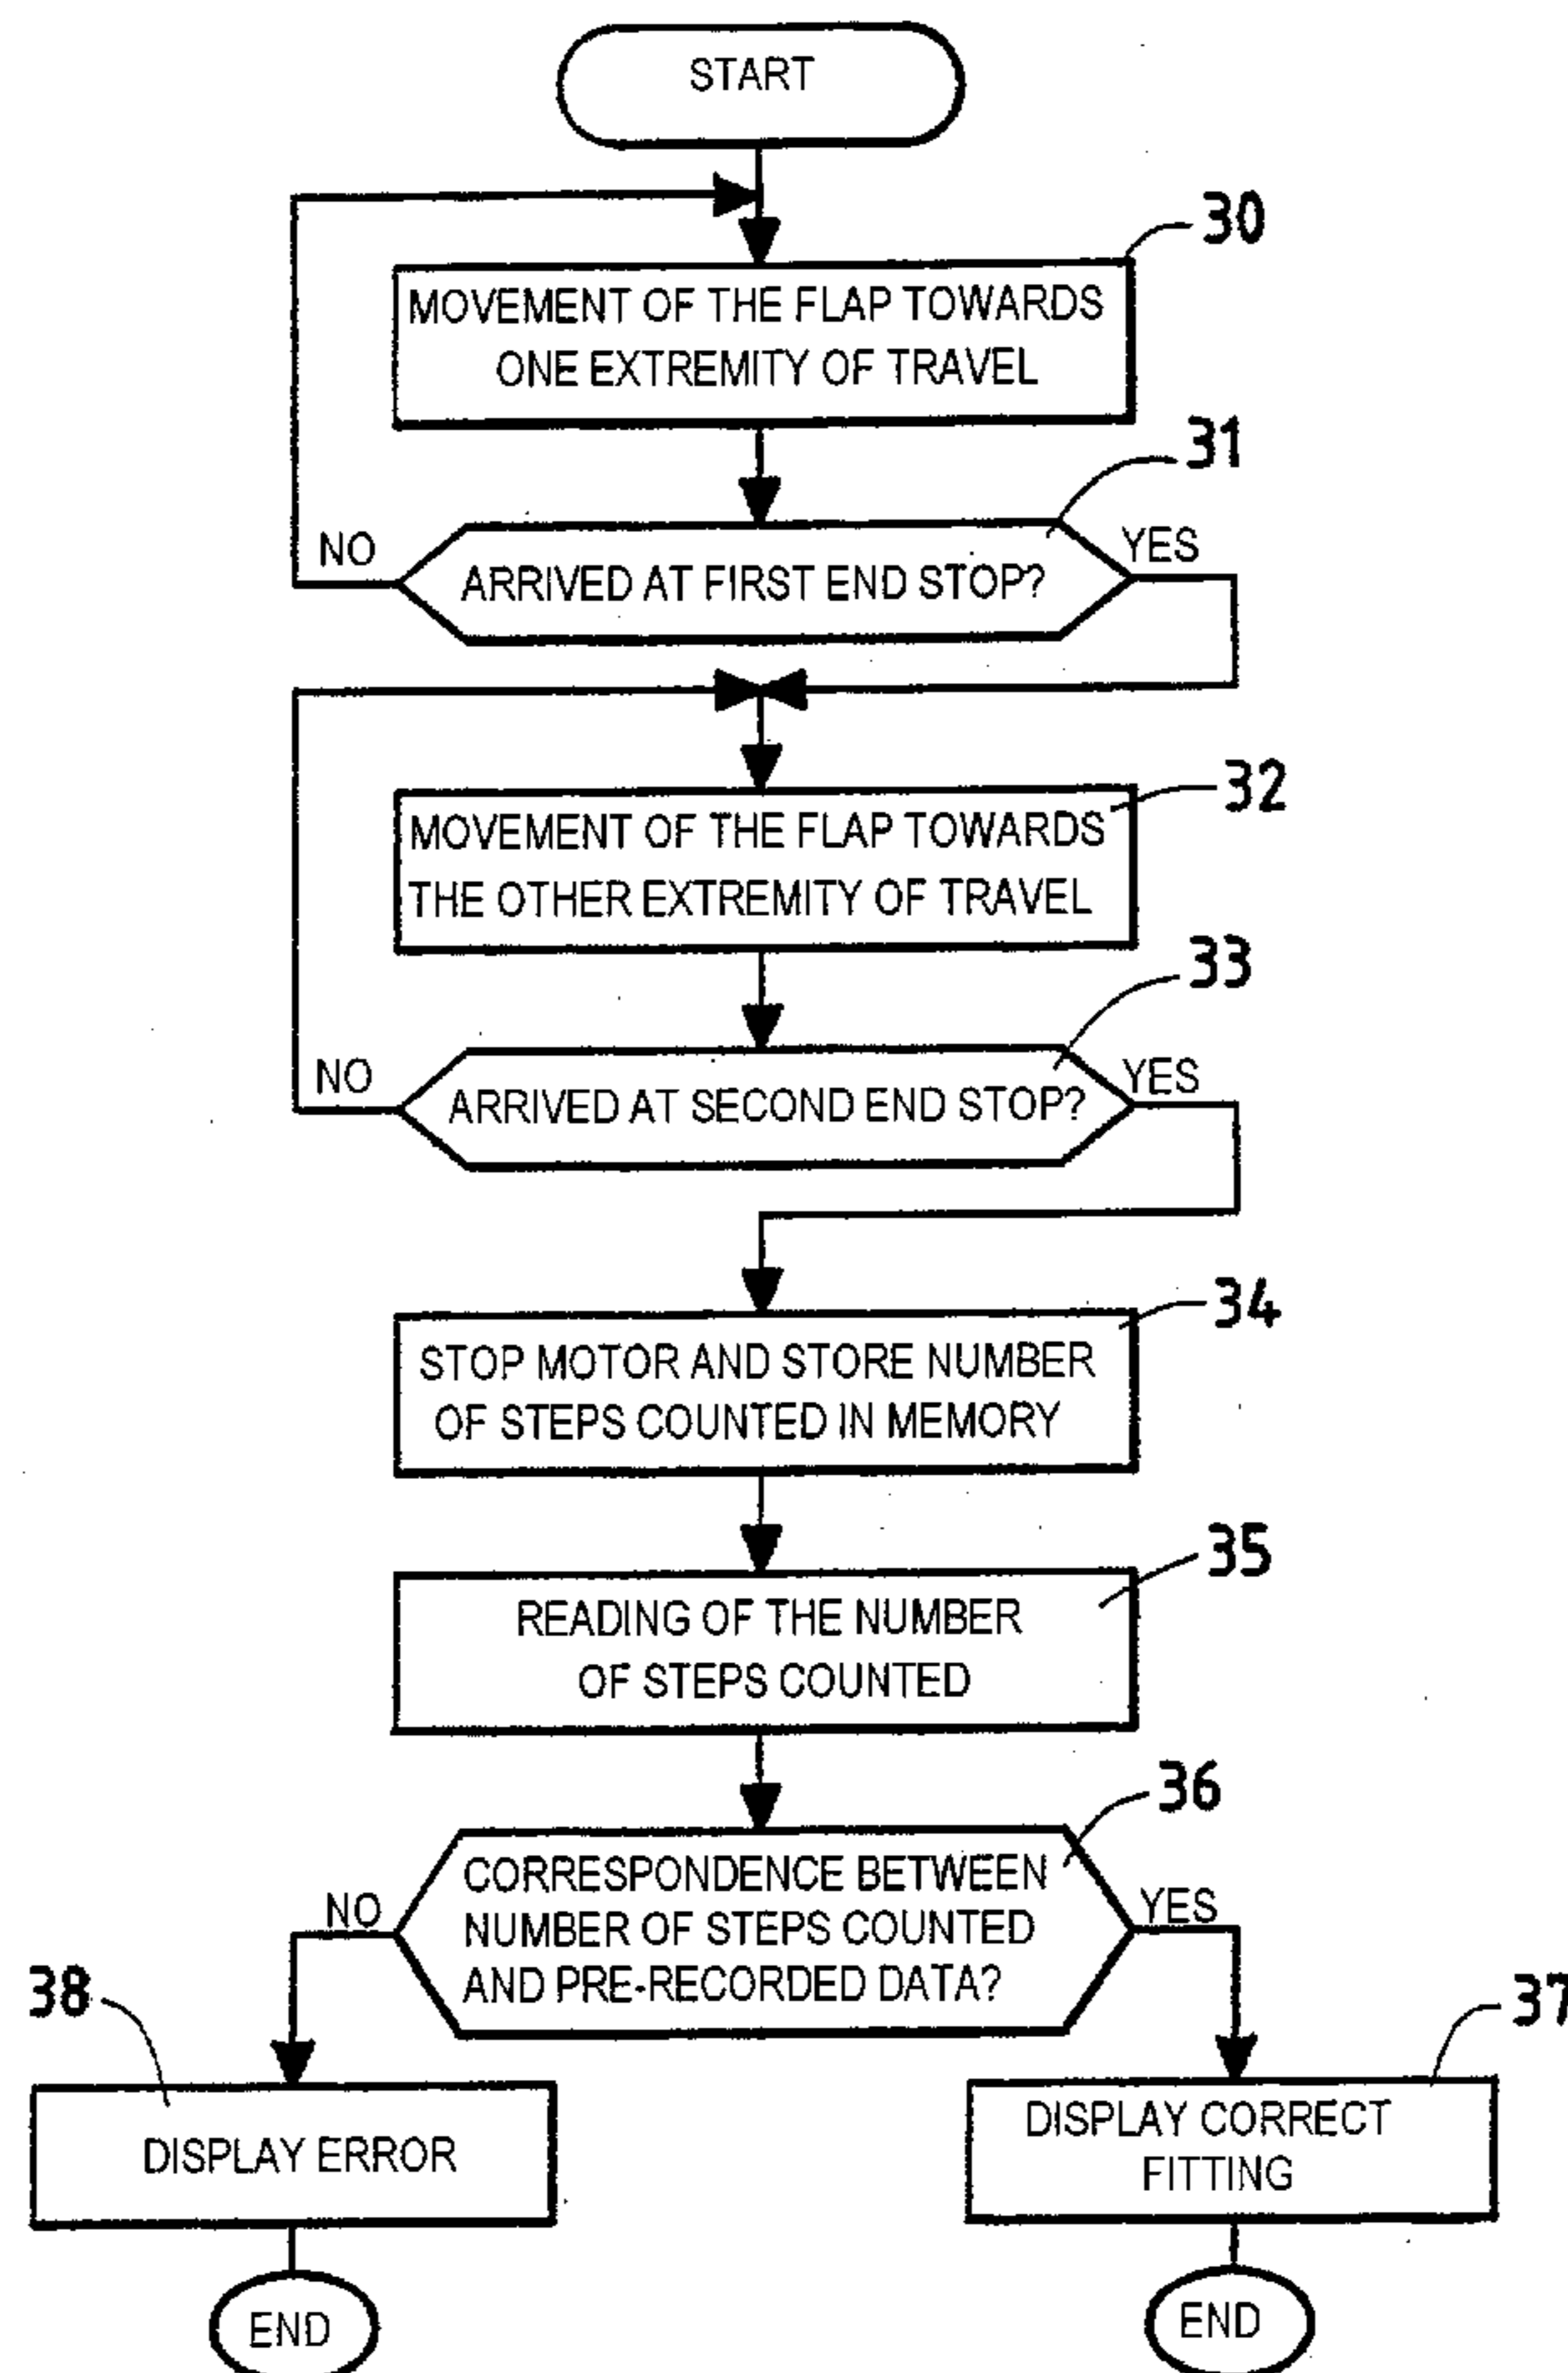 START
30
MOVEMENT OF THE FLAP TOWARDS
ONE EXTREMITY OF TRAVEL
31
NO
YES
ARRIVED AT FIRST END STOP?
32
MOVEMENT OF THE FLAP TOWARDS
THE OTHER EXTREMITY OF TRAVEL
33
NO
YES
ARRIVED AT SECOND END STOP?
34
STOP MOTOR AND STORE NUMBER
OF STEPS COUNTED IN MEMORY
35
READING OF THE NUMBER
OF STEPS COUNTED
36
CORRESPONDENCE BETWEEN
NUMBER OF STEPS COUNTED
AND PRE-RECORDED DATA?
NO
YES
38
37
DISPLAY ERROR
DISPLAY CORRECT
FITTING
END
END